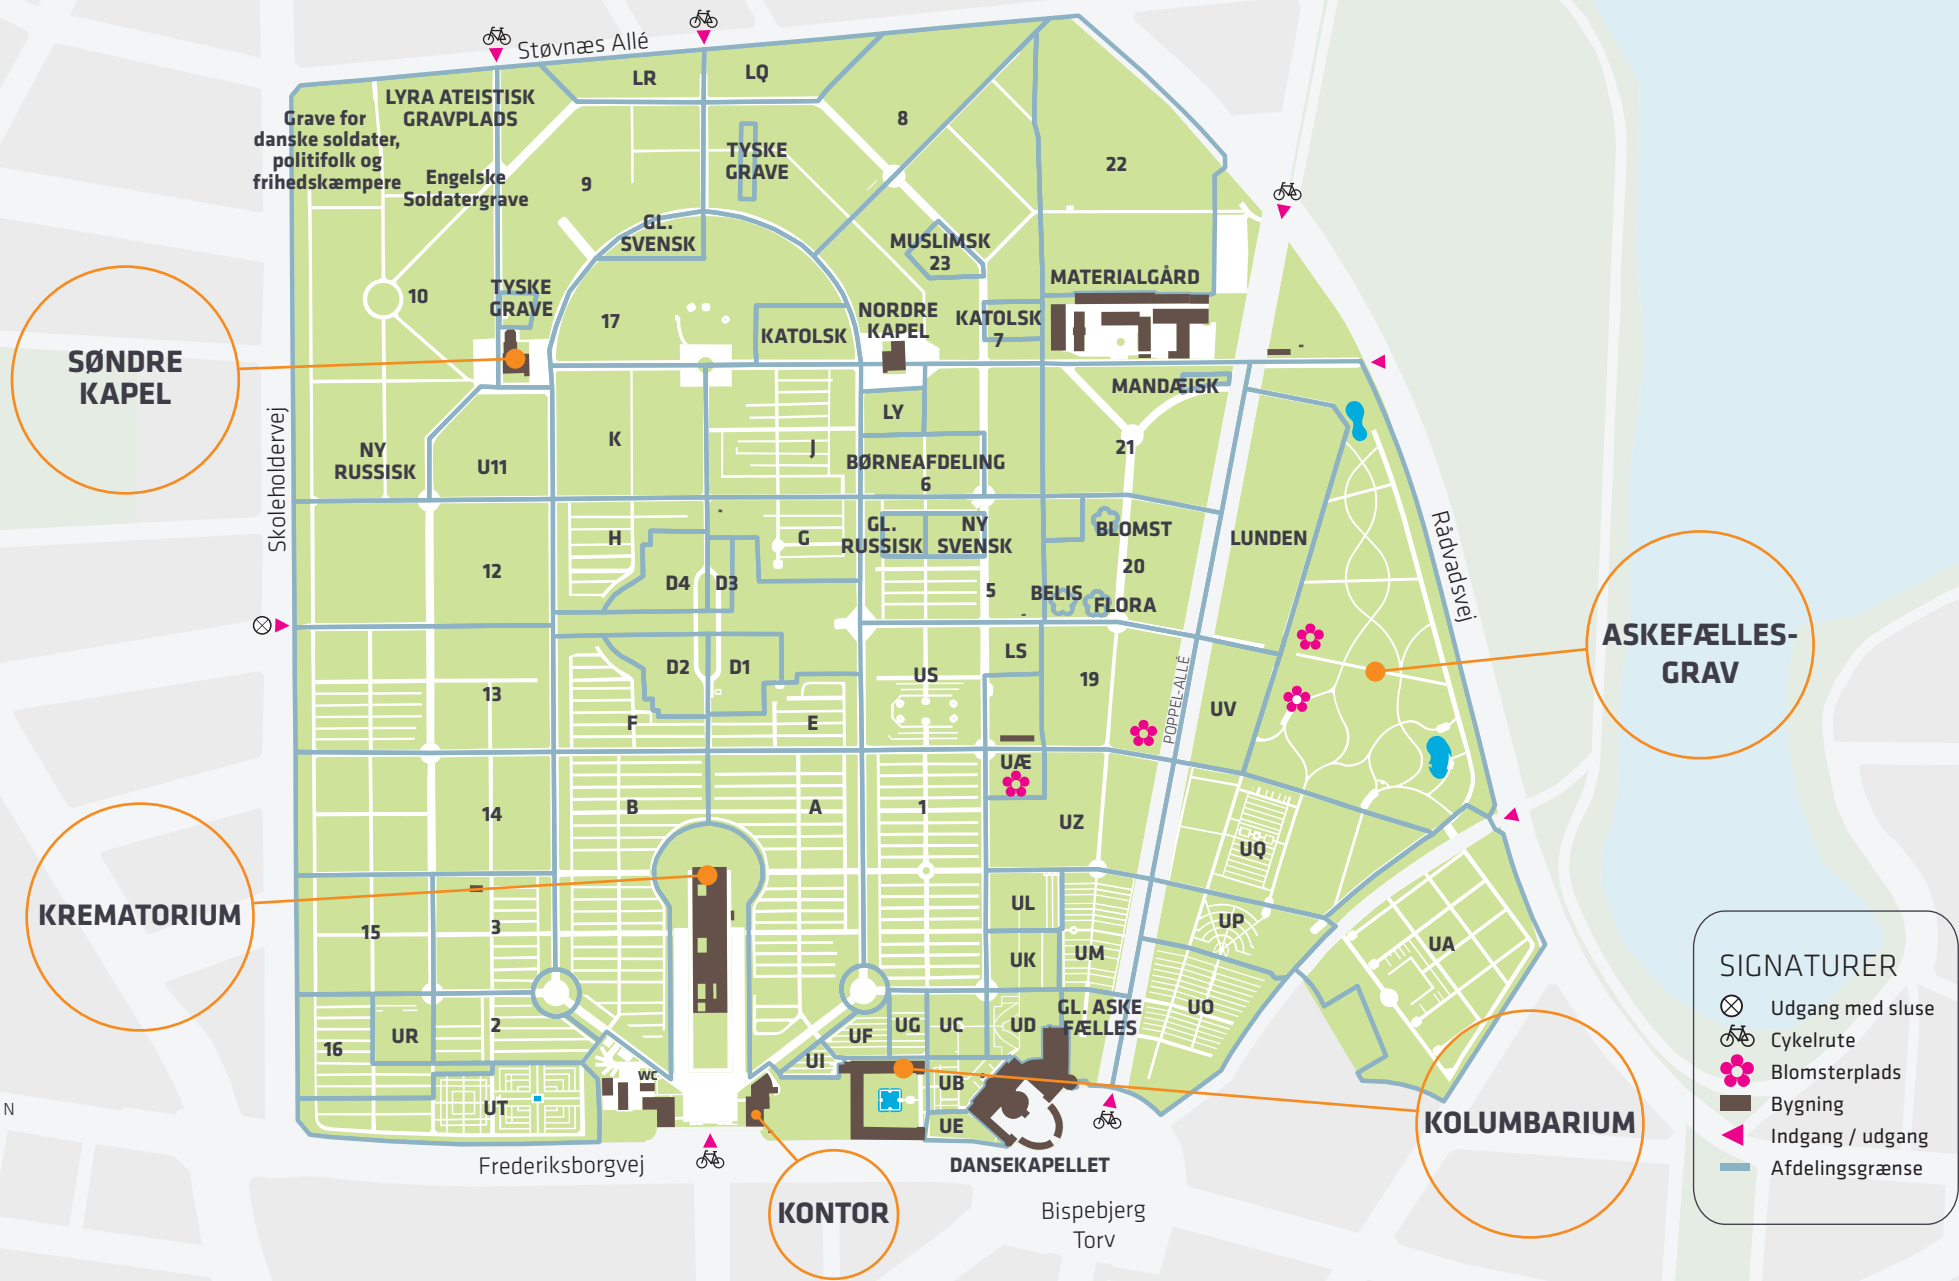 Støvnæs Allé
LR
LQ
LYRA ATEISTISK
GRAVPLADS
Grave for
danske soldater,
politifolk og
frihedskæmpere
Engelske
Soldatergrave
9
TYSKE
GRAVE
8
22
GL.
SVENSK
MUSLIMSK
23
MATERIALGÅRD
10
TYSKE
GRAVE
17
KATOLSK
NORDRE
KAPEL
KATOLSK
7
SØNDRE
KAPEL
MANDÆISK
Skoleholdervej
NY
RUSSISK
U11
K
J
LY
BØRNEAFDELING
6
21
12
H
G
GL.
RUSSISK
NY
SVENSK
BLOMST
20
LUNDEN
Rådvadsvej
D4
D3
5
BELIS
FLORA
ASKEFÆLLES-
GRAV
13
D2
D1
US
LS
19
POPPEL-ALLÉ
UV
F
E
UÆ
14
B
A
1
UZ
UQ
KREMATORIUM
15
3
UL
UK
UM
UP
UA
16
UR
2
UF
UG
UC
UD
GL. ASKE
FÆLLES
UO
UI
WC
UB
UT
UE
N
KOLUMBARIUM
Frederiksborgvej
DANSEKAPELLET
KONTOR
Bispebjerg
Torv
SIGNATURER
Udgang med sluse
Cykelrute
Blomsterplads
Bygning
Indgang / udgang
Afdelingsgrænse